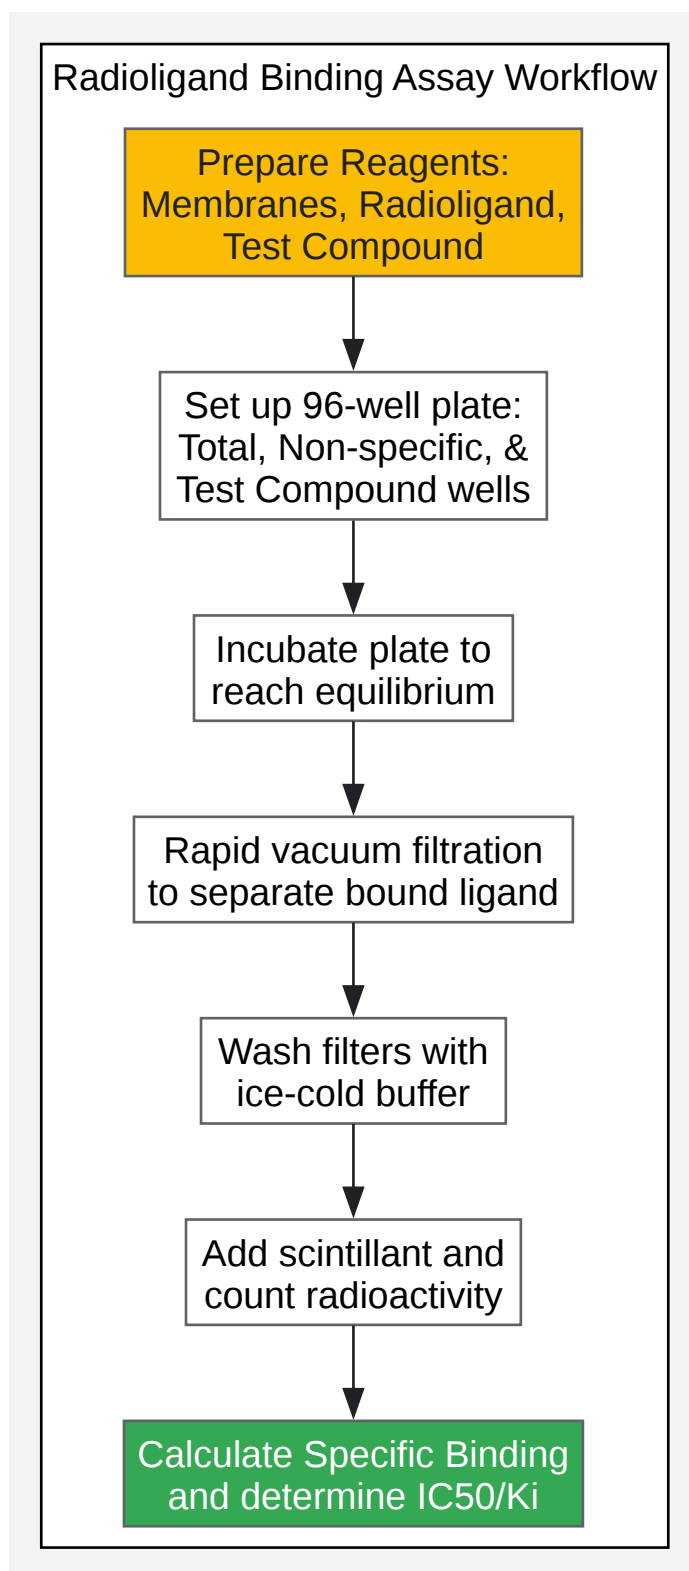 Radioligand Binding Assay Workflow
Prepare Reagents:
Membranes, Radioligand,
Test Compound
Set up 96-well plate:
Total, Non-specific, &
Test Compound wells
Incubate plate to
reach equilibrium
Rapid vacuum filtration
to separate bound ligand
Wash filters with
ice-cold buffer
Add scintillant and
count radioactivity
Calculate Specific Binding
and determine IC50/Ki